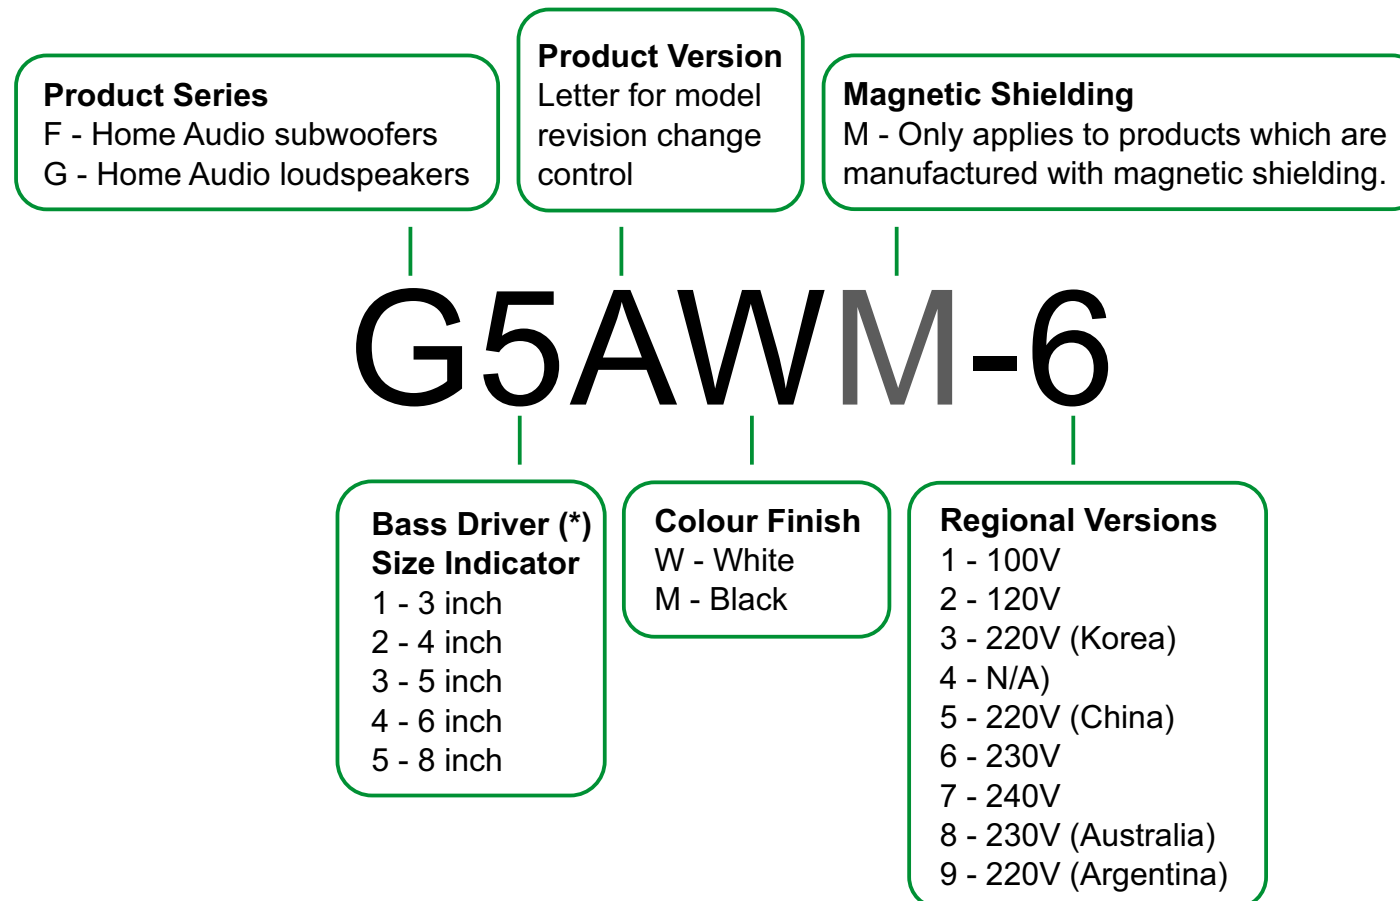 Product Series
F - Home Audio subwoofers
G - Home Audio loudspeakers
Product Version
Letter for model
revision change
control
Magnetic Shielding
M - Only applies to products which are
manufactured with magnetic shielding.
G5AWM-6
Bass Driver (*)
Size Indicator
1 - 3 inch
2 - 4 inch
3 - 5 inch
4 - 6 inch
5 - 8 inch
Colour Finish
W - White
M - Black
Regional Versions
1 - 100V
2 - 120V
3 - 220V (Korea)
4 - N/A)
5 - 220V (China)
6 - 230V
7 - 240V
8 - 230V (Australia)
9 - 220V (Argentina)